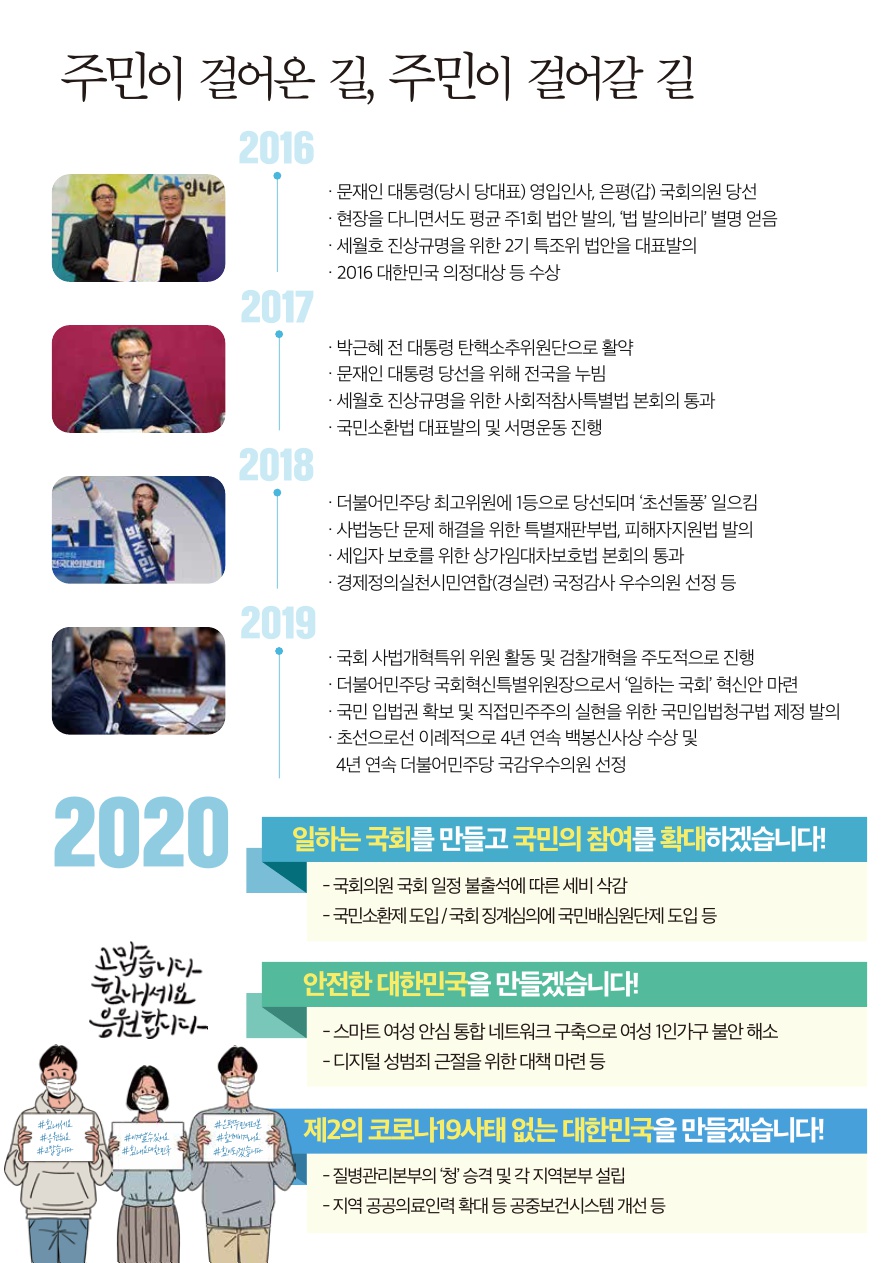 주민이 걸어온 길, 주민이 걸어갈 길
2016
사람입니다
· 문재인 대통령(당시 당대표) 영입인사, 은평(갑) 국회의원 당선
· 현장을 다니면서도 평균 주1회 법안 발의, ‘법 발의바리’ 별명 얻음
· 세월호 진상규명을 위한 2기 특조위 법안을 대표발의
· 2016 대한민국 의정대상 등 수상
2017
· 박근혜 전 대통령 탄핵소추위원단으로 활약
· 문재인 대통령 당선을 위해 전국을 누빔
· 세월호 진상규명을 위한 사회적참사특별법 본회의 통과
· 국민소환법 대표발의 및 서명운동 진행
2018
박주민
전국대의원대회
· 더불어민주당 최고위원에 1등으로 당선되며 ‘초선돌풍’ 일으킴
· 사법농단 문제 해결을 위한 특별재판부법, 피해자지원법 발의
· 세입자 보호를 위한 상가임대차보호법 본회의 통과
· 경제정의실천시민연합(경실련) 국정감사 우수의원 선정 등
2019
· 국회 사법개혁특위 위원 활동 및 검찰개혁을 주도적으로 진행
· 더불어민주당 국회혁신특별위원장으로서 ‘일하는 국회’ 혁신안 마련
· 국민 입법권 확보 및 직접민주주의 실현을 위한 국민입법청구법 제정 발의
· 초선으로선 이례적으로 4년 연속 백봉신사상 수상 및
4년 연속 더불어민주당 국감우수의원 선정
2020
일하는 국회를 만들고 국민의 참여를 확대하겠습니다!
- 국회의원 국회 일정 불출석에 따른 세비 삭감
- 국민소환제 도입 / 국회 징계심의에 국민배심원단제 도입 등
고맙습니다
힘내세요
응원합니다
안전한 대한민국을 만들겠습니다!
- 스마트 여성 안심 통합 네트워크 구축으로 여성 1인가구 불안 해소
- 디지털 성범죄 근절을 위한 대책 마련 등
#힘내세요
#응원해요
#고맙습니다
#이겨낼수있어요
#힘내요대한민국
제2의 코로나19사태 없는 대한민국을 만들겠습니다!
- 질병관리본부의 ‘청’ 승격 및 각 지역본부 설립
- 지역 공공의료인력 확대 등 공중보건시스템 개선 등